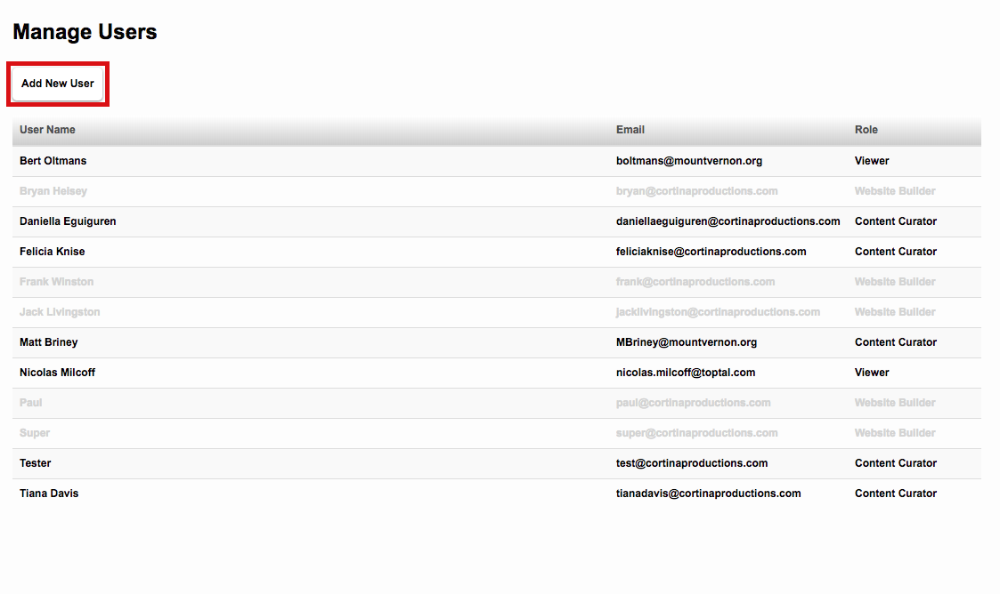 Manage Users
Add New User
User Name Email Role
Bert Oltmans boltmans@mountvernon.org Viewer
Bryan Helsey bryan@cortinaproductions.com Website Builder
Daniella Eguiguren daniellaeguiguren@cortinaproductions.com Content Curator
Felicia Knise feliciaknise@cortinaproductions.com Content Curator
Frank Winston frank@cortinaproductions.com Website Builder
Jack Livingston jacklivingston@cortinaproductions.com Website Builder
Matt Briney MBriney@mountvernon.org Content Curator
Nicolas Milcoff nicolas.milcoff@toptal.com Viewer
Paul paul@cortinaproductions.com Website Builder
Super super@cortinaproductions.com Website Builder
Tester test@cortinaproductions.com Content Curator
Tiana Davis tianadavis@cortinaproductions.com Content Curator